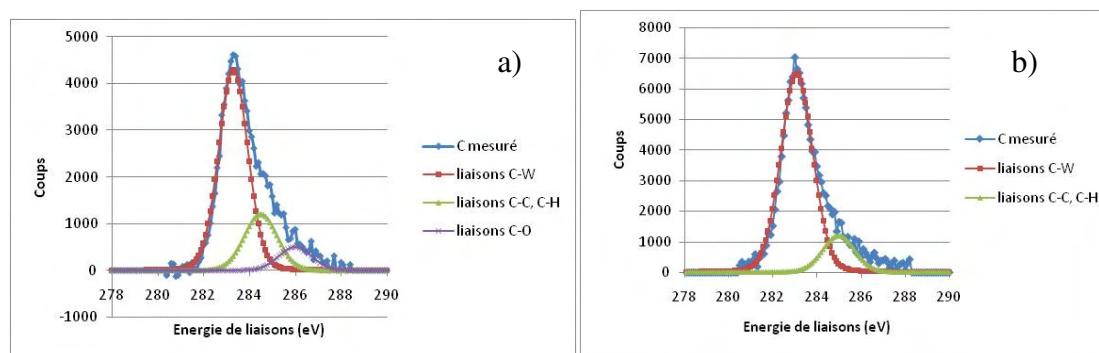 a)
5000
4000
3000
2000
1000
0
-1000
278 280 282 284 286 288 290
Coups
Energie de liaisons (eV)
C mesuré
liaisons C-W
liaisons C-C, C-H
liaisons C-O
b)
8000
7000
6000
5000
4000
3000
2000
1000
0
278 280 282 284 286 288 290
Coups
Energie de liaisons (eV)
C mesuré
liaisons C-W
liaisons C-C, C-H